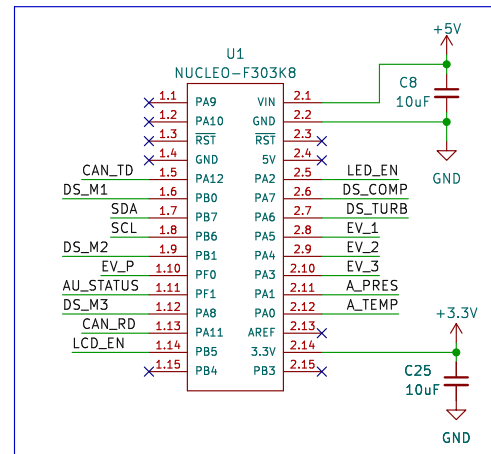 +5V
U1
NUCLEO-F303K8
C8
10uF
1.1 PA9 VIN 2.1
1.2 PA10 GND 2.2
1.3 RST RST 2.3
1.4 GND 5V 2.4
GND
CAN_TD 1.5 PA12 PA2 2.5 LED_EN
DS_M1 1.6 PB0 PA7 2.6 DS_COMP
SDA 1.7 PB7 PA6 2.7 DS_TURB
SCL 1.8 PB6 PA5 2.8 EV_1
DS_M2 1.9 PB1 PA4 2.9 EV_2
EV_P 1.10 PF0 PA3 2.10 EV_3
AU_STATUS 1.11 PF1 PA1 2.11 A_PRES
DS_M3 1.12 PA8 PA0 2.12 A_TEMP
CAN_RD 1.13 PA11 AREF 2.13
+3.3V
LCD_EN 1.14 PB5 3.3V 2.14
1.15 PB4 PB3 2.15
C25
10uF
GND